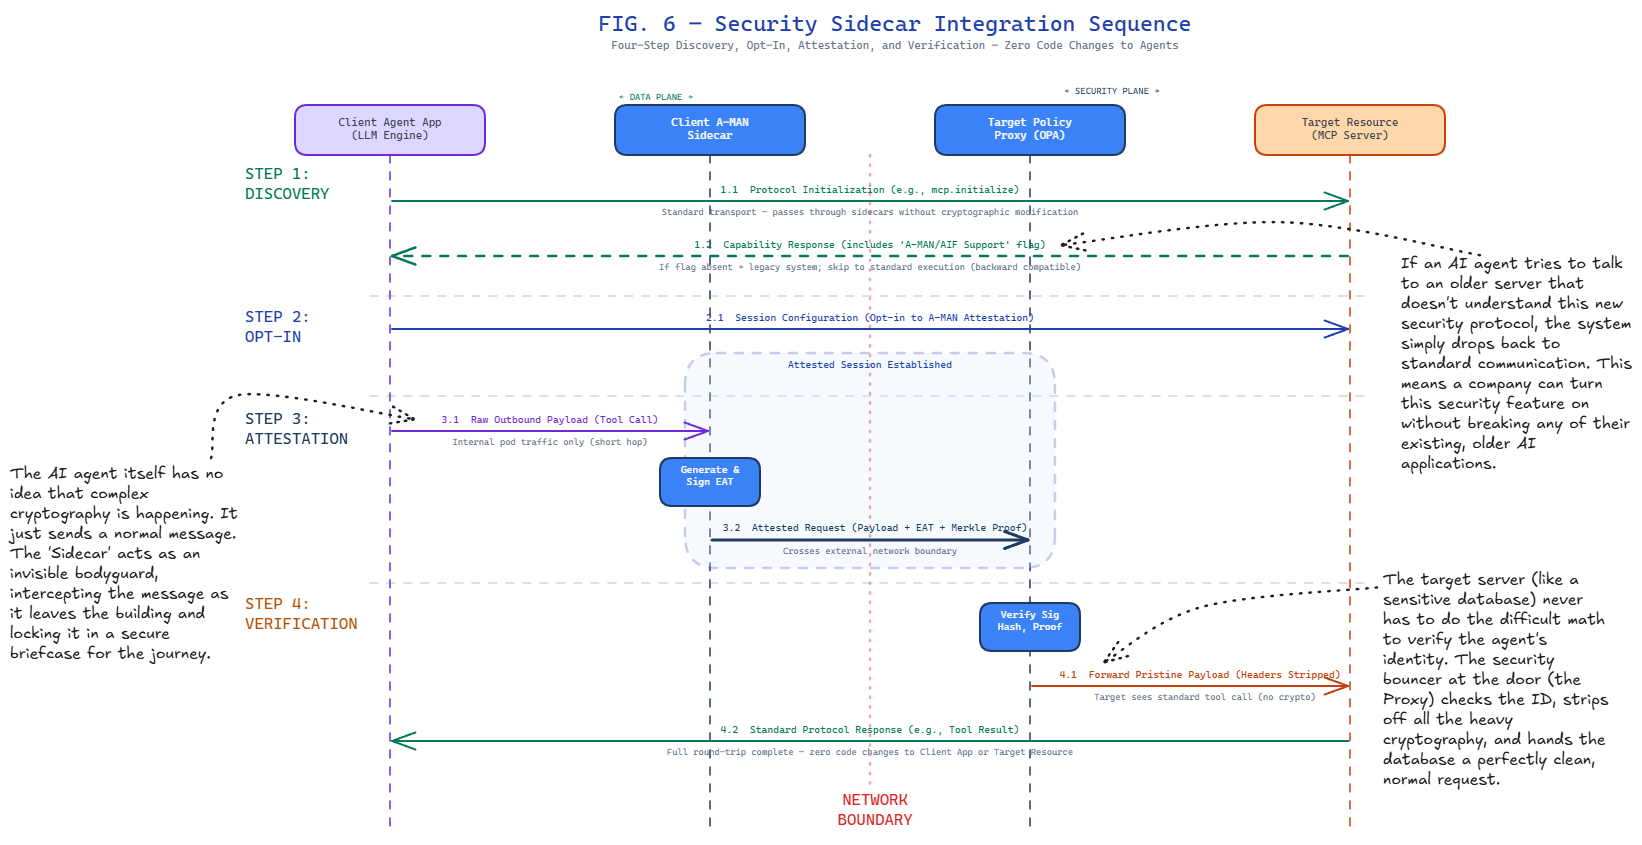 FIG. 6 — Security Sidecar Integration Sequence
Four-Step Discovery, Opt-In, Attestation, and Verification — Zero Code Changes to Agents
← DATA PLANE →
← SECURITY PLANE →
Client Agent App
(LLM Engine)
Client A-MAN
Sidecar
Target Policy
Proxy (OPA)
Target Resource
(MCP Server)
STEP 1:
DISCOVERY
1.1 Protocol Initialization (e.g., mcp.initialize)
Standard transport — passes through sidecars without cryptographic modification
1.2 Capability Response (includes 'A-MAN/AIF Support' flag)
If flag absent → legacy system; skip to standard execution (backward compatible)
If an AI agent tries to talk
to an older server that
doesn't understand this new
security protocol, the system
simply drops back to
standard communication. This
means a company can turn
this security feature on
without breaking any of their
existing, older AI
applications.
STEP 2:
OPT-IN
2.1 Session Configuration (Opt-in to A-MAN Attestation)
Attested Session Established
STEP 3:
ATTESTATION
3.1 Raw Outbound Payload (Tool Call)
Internal pod traffic only (short hop)
Generate &
Sign EAT
3.2 Attested Request (Payload + EAT + Merkle Proof)
Crosses external network boundary
The AI agent itself has no
idea that complex
cryptography is happening. It
just sends a normal message.
The 'Sidecar' acts as an
invisible bodyguard,
intercepting the message as
it leaves the building and
locking it in a secure
briefcase for the journey.
STEP 4:
VERIFICATION
Verify Sig
Hash, Proof
4.1 Forward Pristine Payload (Headers Stripped)
Target sees standard tool call (no crypto)
4.2 Standard Protocol Response (e.g., Tool Result)
Full round-trip complete — zero code changes to Client App or Target Resource
The target server (like a
sensitive database) never
has to do the difficult math
to verify the agent's
identity. The security
bouncer at the door (the
Proxy) checks the ID, strips
off all the heavy
cryptography, and hands the
database a perfectly clean,
normal request.
NETWORK
BOUNDARY